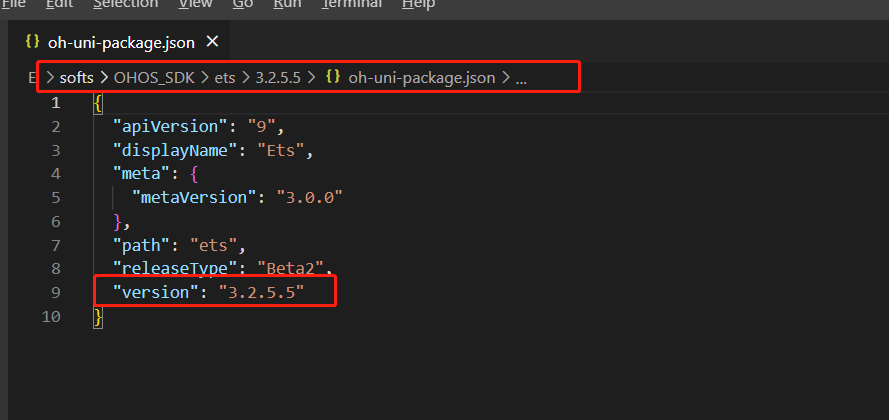 File Edit Selection View Go Run Terminal Help
{} oh-uni-package.json ×
E: > softs > OHOS_SDK > ets > 3.2.5.5 > {} oh-uni-package.json > ...
1 {
2 "apiVersion": "9",
3 "displayName": "Ets",
4 "meta": {
5 "metaVersion": "3.0.0"
6 },
7 "path": "ets",
8 "releaseType": "Beta2",
9 "version": "3.2.5.5"
10 }